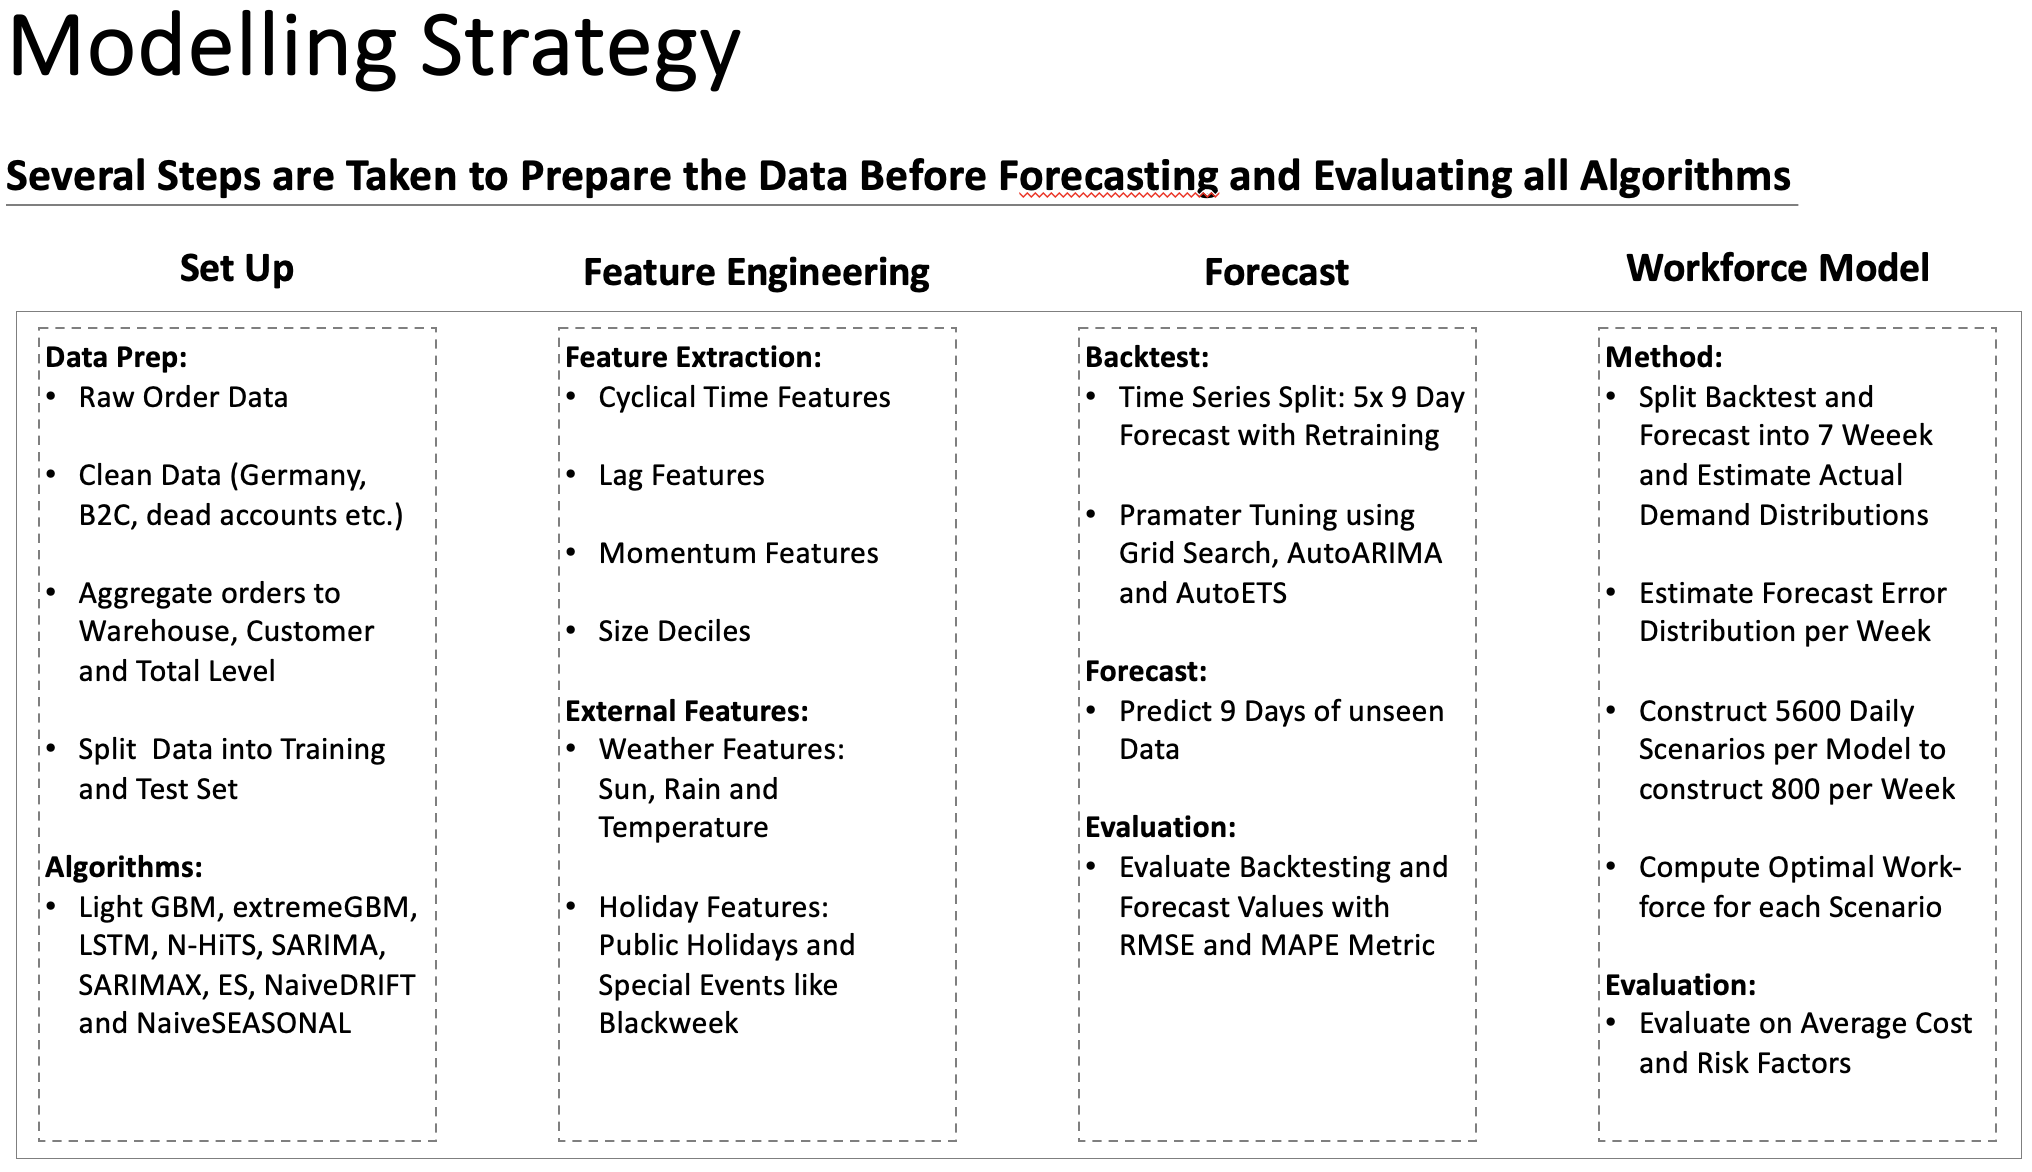 Modelling Strategy
Several Steps are Taken to Prepare the Data Before Forecasting and Evaluating all Algorithms
Set Up
Data Prep:
• Raw Order Data
• Clean Data (Germany,
B2C, dead accounts etc.)
• Aggregate orders to
Warehouse, Customer
and Total Level
• Split  Data into Training
and Test Set
Algorithms:
• Light GBM, extremeGBM,
LSTM, N-HiTS, SARIMA,
SARIMAX, ES, NaiveDRIFT
and NaiveSEASONAL
Feature Engineering
Feature Extraction:
• Cyclical Time Features
• Lag Features
• Momentum Features
• Size Deciles
External Features:
• Weather Features:
Sun, Rain and
Temperature
• Holiday Features:
Public Holidays and
Special Events like
Blackweek
Forecast
Backtest:
• Time Series Split: 5x 9 Day
Forecast with Retraining
• Pramater Tuning using
Grid Search, AutoARIMA
and AutoETS
Forecast:
• Predict 9 Days of unseen
Data
Evaluation:
• Evaluate Backtesting and
Forecast Values with
RMSE and MAPE Metric
Workforce Model
Method:
• Split Backtest and
Forecast into 7 Weeek
and Estimate Actual
Demand Distributions
• Estimate Forecast Error
Distribution per Week
• Construct 5600 Daily
Scenarios per Model to
construct 800 per Week
• Compute Optimal Work-
force for each Scenario
Evaluation:
• Evaluate on Average Cost
and Risk Factors